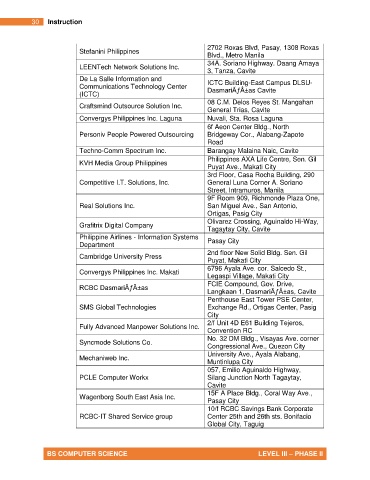 30 Instruction
Stefanini Philippines
2702 Roxas Blvd, Pasay, 1308 Roxas
Blvd., Metro Manila
LEENTech Network Solutions Inc.
34A. Soriano Highway, Daang Amaya
3, Tanza, Cavite
De La Salle Information and
Communications Technology Center
(ICTC)
ICTC Building-East Campus DLSU-
DasmariÃƒÂ±as Cavite
Craftsmind Outsource Solution Inc.
08 C.M. Delos Reyes St. Mangahan
General Trias, Cavite
Convergys Philippines Inc. Laguna
Nuvali, Sta. Rosa Laguna
Personiv People Powered Outsourcing
6f Aeon Center Bldg., North
Bridgeway Cor., Alabang-Zapote
Road
Techno-Comm Spectrum Inc.
Barangay Malaina Naic, Cavite
KVH Media Group Philippines
Philippines AXA Life Centre, Sen. Gil
Puyat Ave., Makati City
Competitive I.T. Solutions, Inc.
3rd Floor, Casa Rocha Building, 290
General Luna Corner A. Soriano
Street, Intramuros, Manila
Real Solutions Inc.
9F Room 909, Richmonde Plaza One,
San Miguel Ave., San Antonio,
Ortigas, Pasig City
Grafitrix Digital Company
Olivarez Crossing, Aguinaldo Hi-Way,
Tagaytay City, Cavite
Philippine Airlines - Information Systems
Department
Pasay City
Cambridge University Press
2nd floor New Solid Bldg. Sen. Gil
Puyat, Makati City
Convergys Philippines Inc. Makati
6796 Ayala Ave. cor. Salcedo St.,
Legaspi Village, Makati City
RCBC DasmariÃƒÂ±as
FCIE Compound, Gov. Drive,
Langkaan 1, DasmariÃƒÂ±as, Cavite
SMS Global Technologies
Penthouse East Tower PSE Center,
Exchange Rd., Ortigas Center, Pasig
City
Fully Advanced Manpower Solutions Inc.
2/f Unit 4D E61 Building Tejeros,
Convention RC
Syncmode Solutions Co.
No. 32 DM Bldg., Visayas Ave. corner
Congressional Ave., Quezon City
Mechaniweb Inc.
University Ave., Ayala Alabang,
Muntinlupa City
PCLE Computer Workx
057, Emilio Aguinaldo Highway,
Silang Junction North Tagaytay,
Cavite
Wagenborg South East Asia Inc.
15F A Place Bldg., Coral Way Ave.,
Pasay City
RCBC-IT Shared Service group
10/f RCBC Savings Bank Corporate
Center 25th and 26th sts. Bonifacio
Global City, Taguig
BS COMPUTER SCIENCE LEVEL III – PHASE II